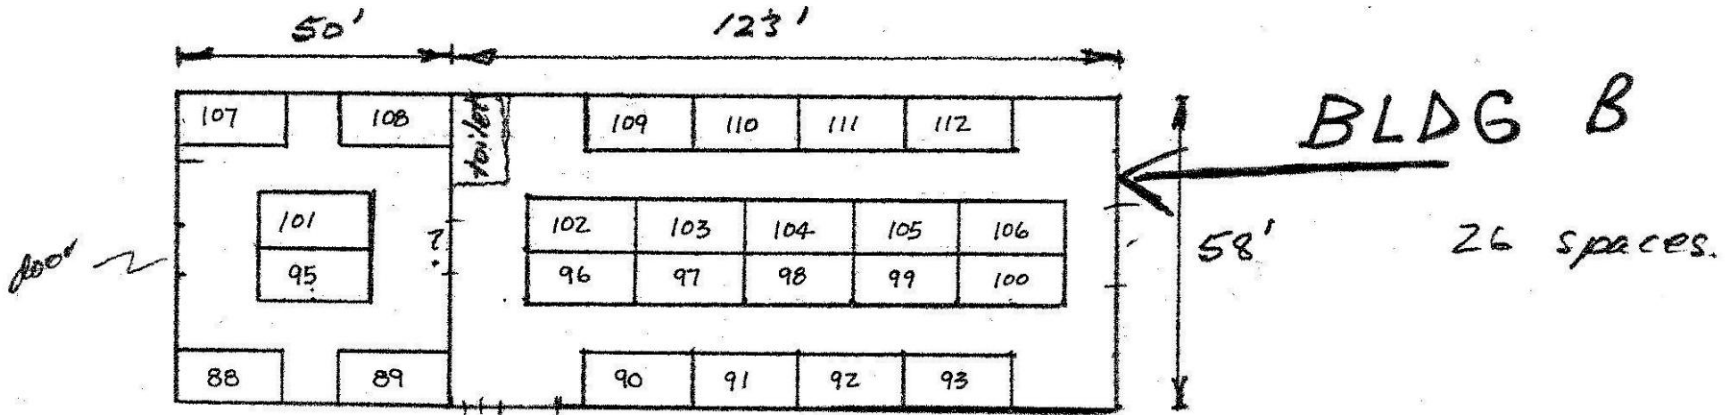 50' 123'
107 108 toilet 109 110 111 112
BLDG B
101 102 103 104 105 106
?
door 95 96 97 98 99 100
58' 26 spaces.
88 89 90 91 92 93